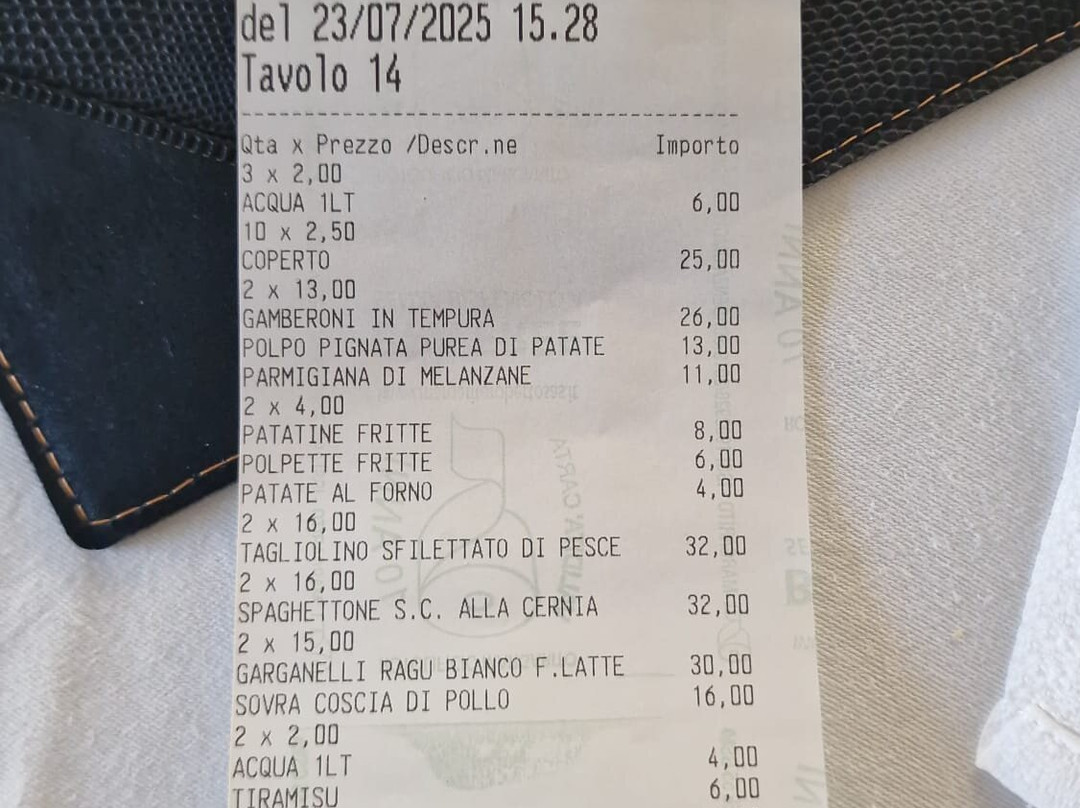 del 23/07/2025 15.28
Tavolo 14
Qta x Prezzo /Descr.ne Importo
3 x 2,00
ACQUA 1LT 6,00
10 x 2,50
COPERTO 25,00
2 x 13,00
GAMBERONI IN TEMPURA 26,00
POLPO PIGNATA PUREA DI PATATE 13,00
PARMIGIANA DI MELANZANE 11,00
2 x 4,00
PATATINE FRITTE 8,00
POLPETTE FRITTE 6,00
PATATE AL FORNO 4,00
2 x 16,00
TAGLIOLINO SFILETTATO DI PESCE 32,00
2 x 16,00
SPAGHETTONE S.C. ALLA CERNIA 32,00
2 x 15,00
GARGANELLI RAGU BIANCO F.LATTE 30,00
SOVRA COSCIA DI POLLO 16,00
2 x 2,00
ACQUA 1LT 4,00
TIRAMISU 6,00